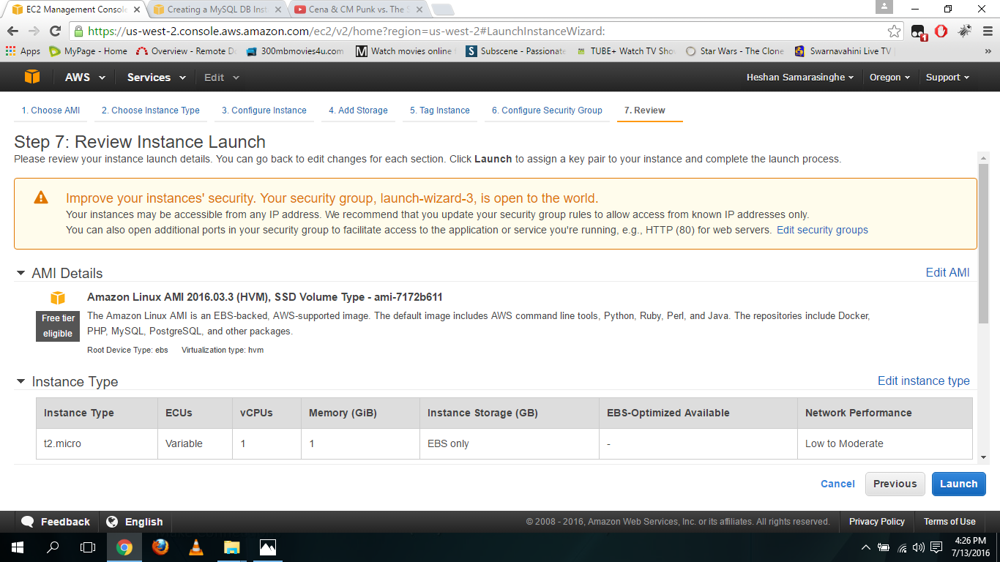 EC2 Management Console
Creating a MySQL DB Inst
Cena & CM Punk vs. The S
https://us-west-2.console.aws.amazon.com/ec2/v2/home?region=us-west-2#LaunchInstanceWizard:
1
Apps
MyPage - Home
Overview - Remote D
300mbmovies4u.com
Watch movies online
Subscene - Passionate
TUBE+ Watch TV Sho
Star Wars - The Clone
Swarnavahini Live TV
»
AWS
Services
Edit
Heshan Samarasinghe
Oregon
Support
1. Choose AMI
2. Choose Instance Type
3. Configure Instance
4. Add Storage
5. Tag Instance
6. Configure Security Group
7. Review
Step 7: Review Instance Launch
Please review your instance launch details. You can go back to edit changes for each section. Click Launch to assign a key pair to your instance and complete the launch process.
Improve your instances' security. Your security group, launch-wizard-3, is open to the world.
Your instances may be accessible from any IP address. We recommend that you update your security group rules to allow access from known IP addresses only.
You can also open additional ports in your security group to facilitate access to the application or service you're running, e.g., HTTP (80) for web servers. Edit security groups
AMI Details
Edit AMI
Amazon Linux AMI 2016.03.3 (HVM), SSD Volume Type - ami-7172b611
Free tier
eligible
The Amazon Linux AMI is an EBS-backed, AWS-supported image. The default image includes AWS command line tools, Python, Ruby, Perl, and Java. The repositories include Docker,
PHP, MySQL, PostgreSQL, and other packages.
Root Device Type: ebs Virtualization type: hvm
Instance Type
Edit instance type
Instance Type ECUs vCPUs Memory (GiB) Instance Storage (GB) EBS-Optimized Available Network Performance
t2.micro Variable 1 1 EBS only - Low to Moderate
Cancel
Previous
Launch
Feedback
English
© 2008 - 2016, Amazon Web Services, Inc. or its affiliates. All rights reserved.
Privacy Policy
Terms of Use
4:26 PM
7/13/2016